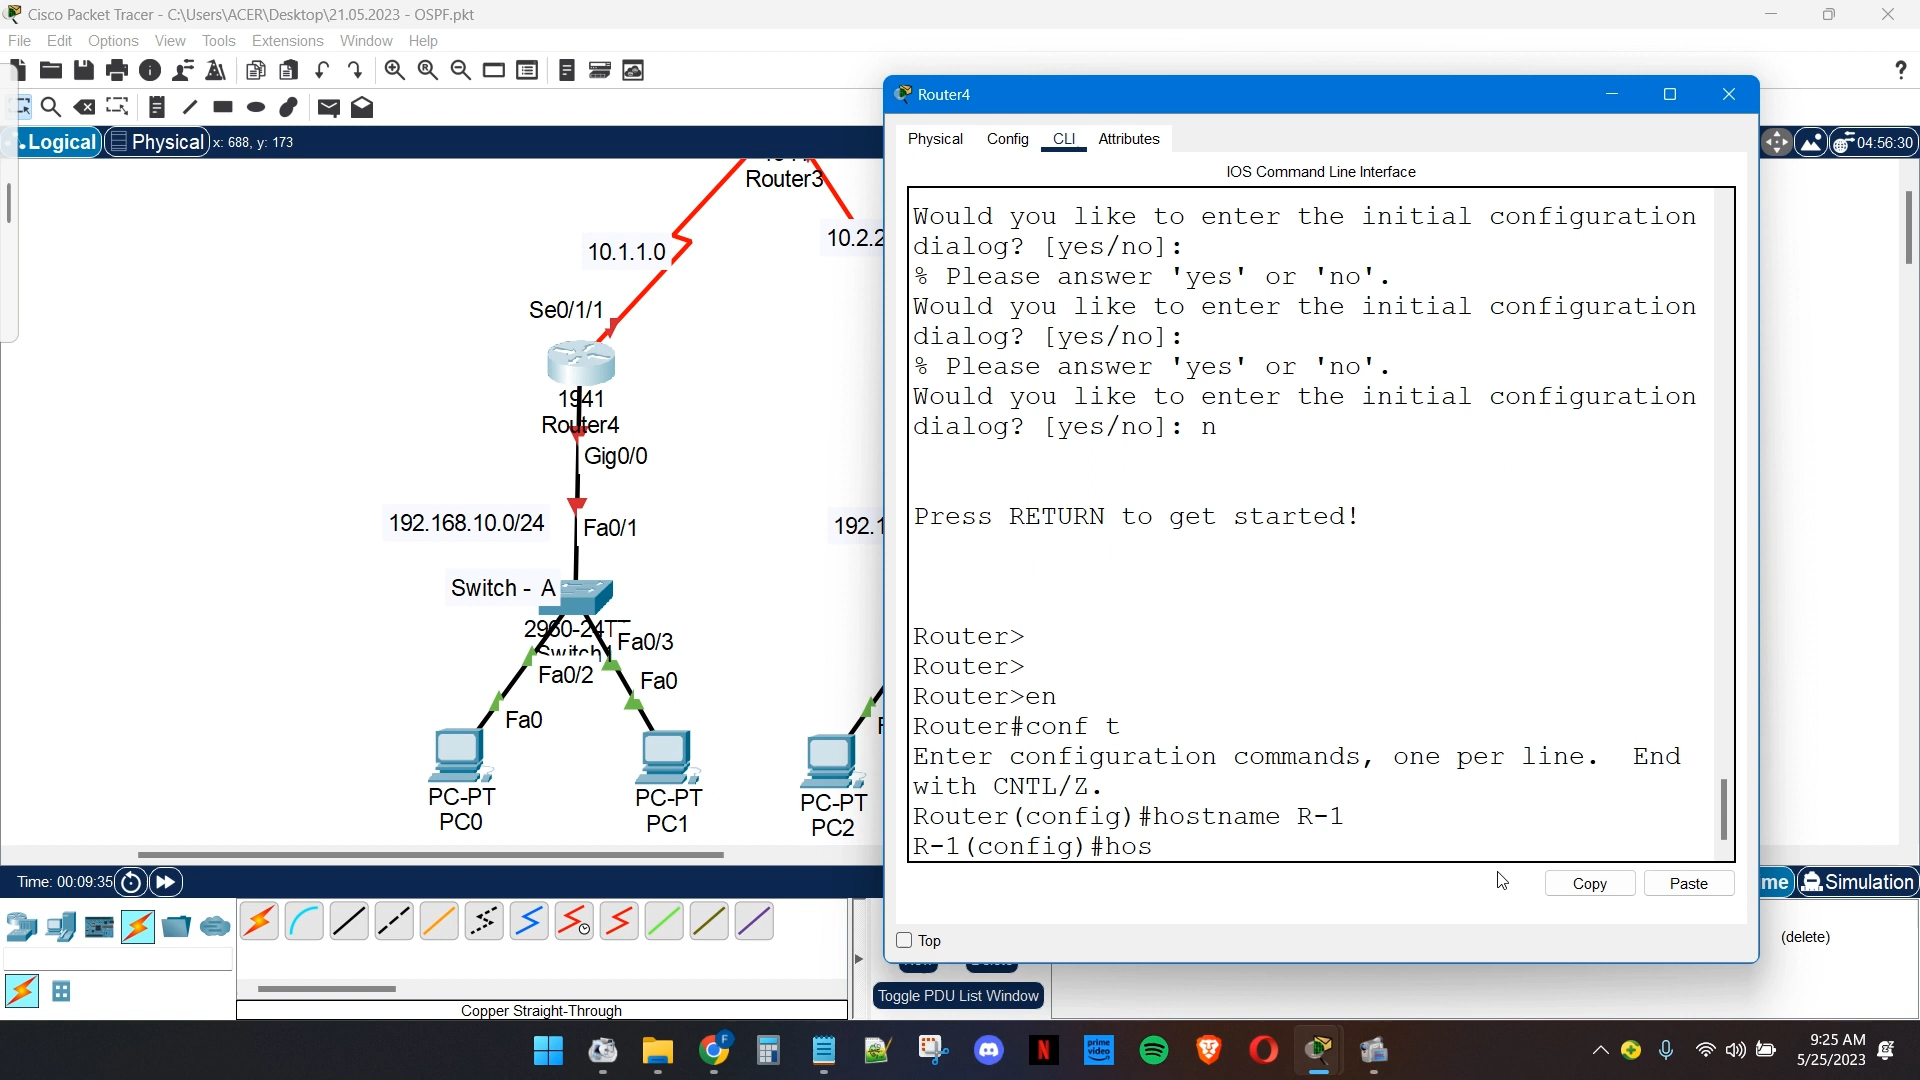 Cisco Packet Tracer - C:\Users\ACER\Desktop\21.05.2023 - OSPF.pkt
File Edit Options View Tools Extensions Window Help
?
Logical Physical x: 688, y: 173
04:56:30
Router3
10.1.1.0
10.2.2
Se0/1/1
1941
Router4
Gig0/0
192.168.10.0/24
Fa0/1
192.1
Switch - A
2960-24TT
Switch1
Fa0/3
Fa0/2
Fa0
Fa0
PC-PT
PC0
PC-PT
PC1
PC-PT
PC2
Router4
Physical Config CLI Attributes
IOS Command Line Interface
Would you like to enter the initial configuration
dialog? [yes/no]:
% Please answer 'yes' or 'no'.
Would you like to enter the initial configuration
dialog? [yes/no]:
% Please answer 'yes' or 'no'.
Would you like to enter the initial configuration
dialog? [yes/no]: n
Press RETURN to get started!
Router>
Router>
Router>en
Router#conf t
Enter configuration commands, one per line. End
with CNTL/Z.
Router(config)#hostname R-1
R-1(config)#hos
Copy Paste
Top
Time: 00:09:35
me Simulation
(delete)
Toggle PDU List Window
Copper Straight-Through
9:25 AM
5/25/2023